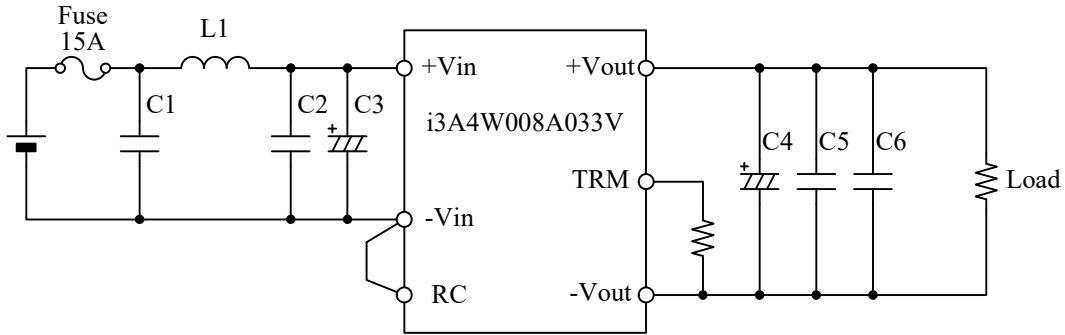 Fuse
15A
L1
C1
C2
C3
+
+Vin
+Vout
i3A4W008A033V
TRM
-Vin
RC
-Vout
+
C4
C5
C6
Load